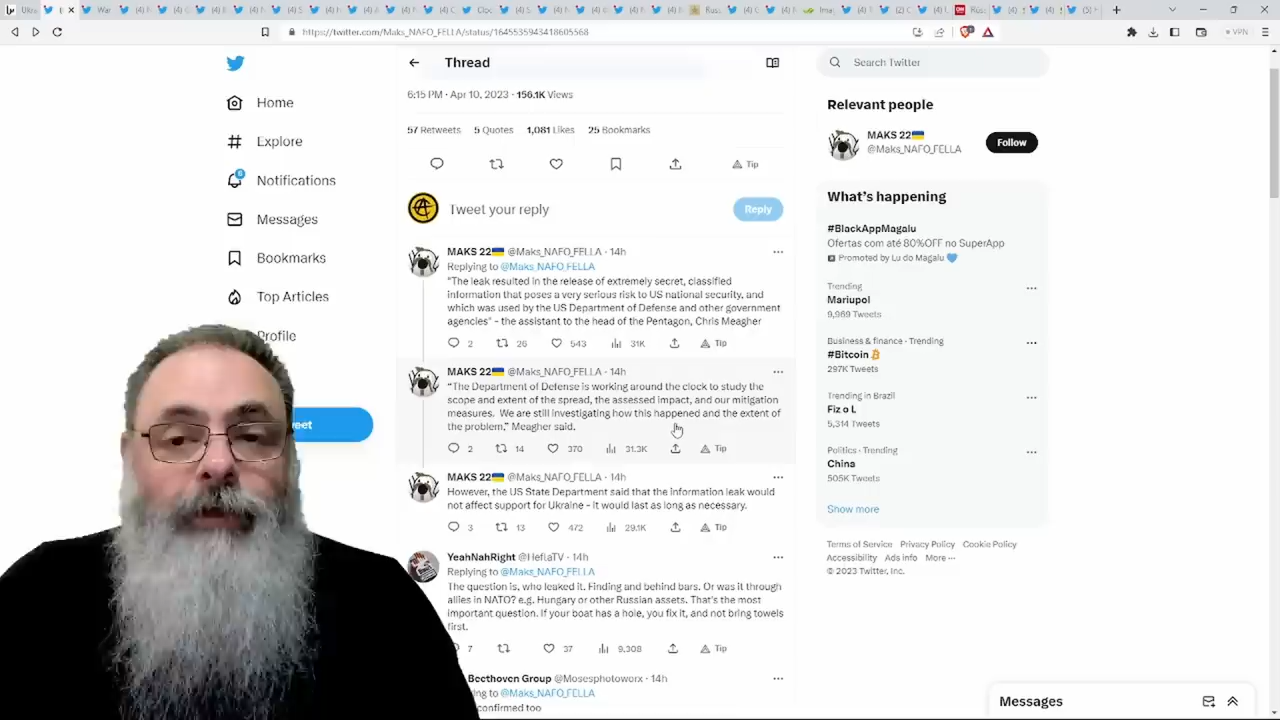 https://twitter.com/Maks_NAFO_FELLA/status/1645535943418605568
VPN
Home
Explore
6
Notifications
Messages
Bookmarks
Top Articles
Profile
eet
Thread
6:15 PM · Apr 10, 2023 · 156.1K Views
57 Retweets 5 Quotes 1,081 Likes 25 Bookmarks
Tip
Tweet your reply
Reply
MAKS 22 @Maks_NAFO_FELLA · 14h
Replying to @Maks_NAFO_FELLA
"The leak resulted in the release of extremely secret, classified
information that poses a very serious risk to US national security, and
which was used by the US Department of Defense and other government
agencies" - the assistant to the head of the Pentagon, Chris Meagher
2 26 543 31K Tip
MAKS 22 @Maks_NAFO_FELLA · 14h
“The Department of Defense is working around the clock to study the
scope and extent of the spread, the assessed impact, and our mitigation
measures. We are still investigating how this happened and the extent of
the problem,” Meagher said.
2 14 370 31.3K Tip
MAKS 22 @Maks_NAFO_FELLA · 14h
However, the US State Department said that the information leak would
not affect support for Ukraine - it would last as long as necessary.
3 13 472 29.1K Tip
YeahNahRight @HeflaTV · 14h
Replying to @Maks_NAFO_FELLA
The question is, who leaked it. Finding and behind bars. Or was it through
allies in NATO? e.g. Hungary or other Russian assets. That's the most
important question. If your boat has a hole, you fix it, and not bring towels
first.
7 37 9,308 Tip
Beethoven Group @Mosesphotoworx · 14h
ying to @Maks_NAFO_FELLA
confirmed too
Search Twitter
Relevant people
MAKS 22
@Maks_NAFO_FELLA
Follow
What's happening
#BlackAppMagalu
Ofertas com até 80%OFF no SuperApp
Promoted by Lu do Magalu
Trending
Mariupol
9,969 Tweets
Business & finance · Trending
#Bitcoin
297K Tweets
Trending in Brazil
Fiz o L
5,314 Tweets
Politics · Trending
China
505K Tweets
Show more
Terms of Service Privacy Policy Cookie Policy
Accessibility Ads info More
© 2023 Twitter, Inc.
Messages